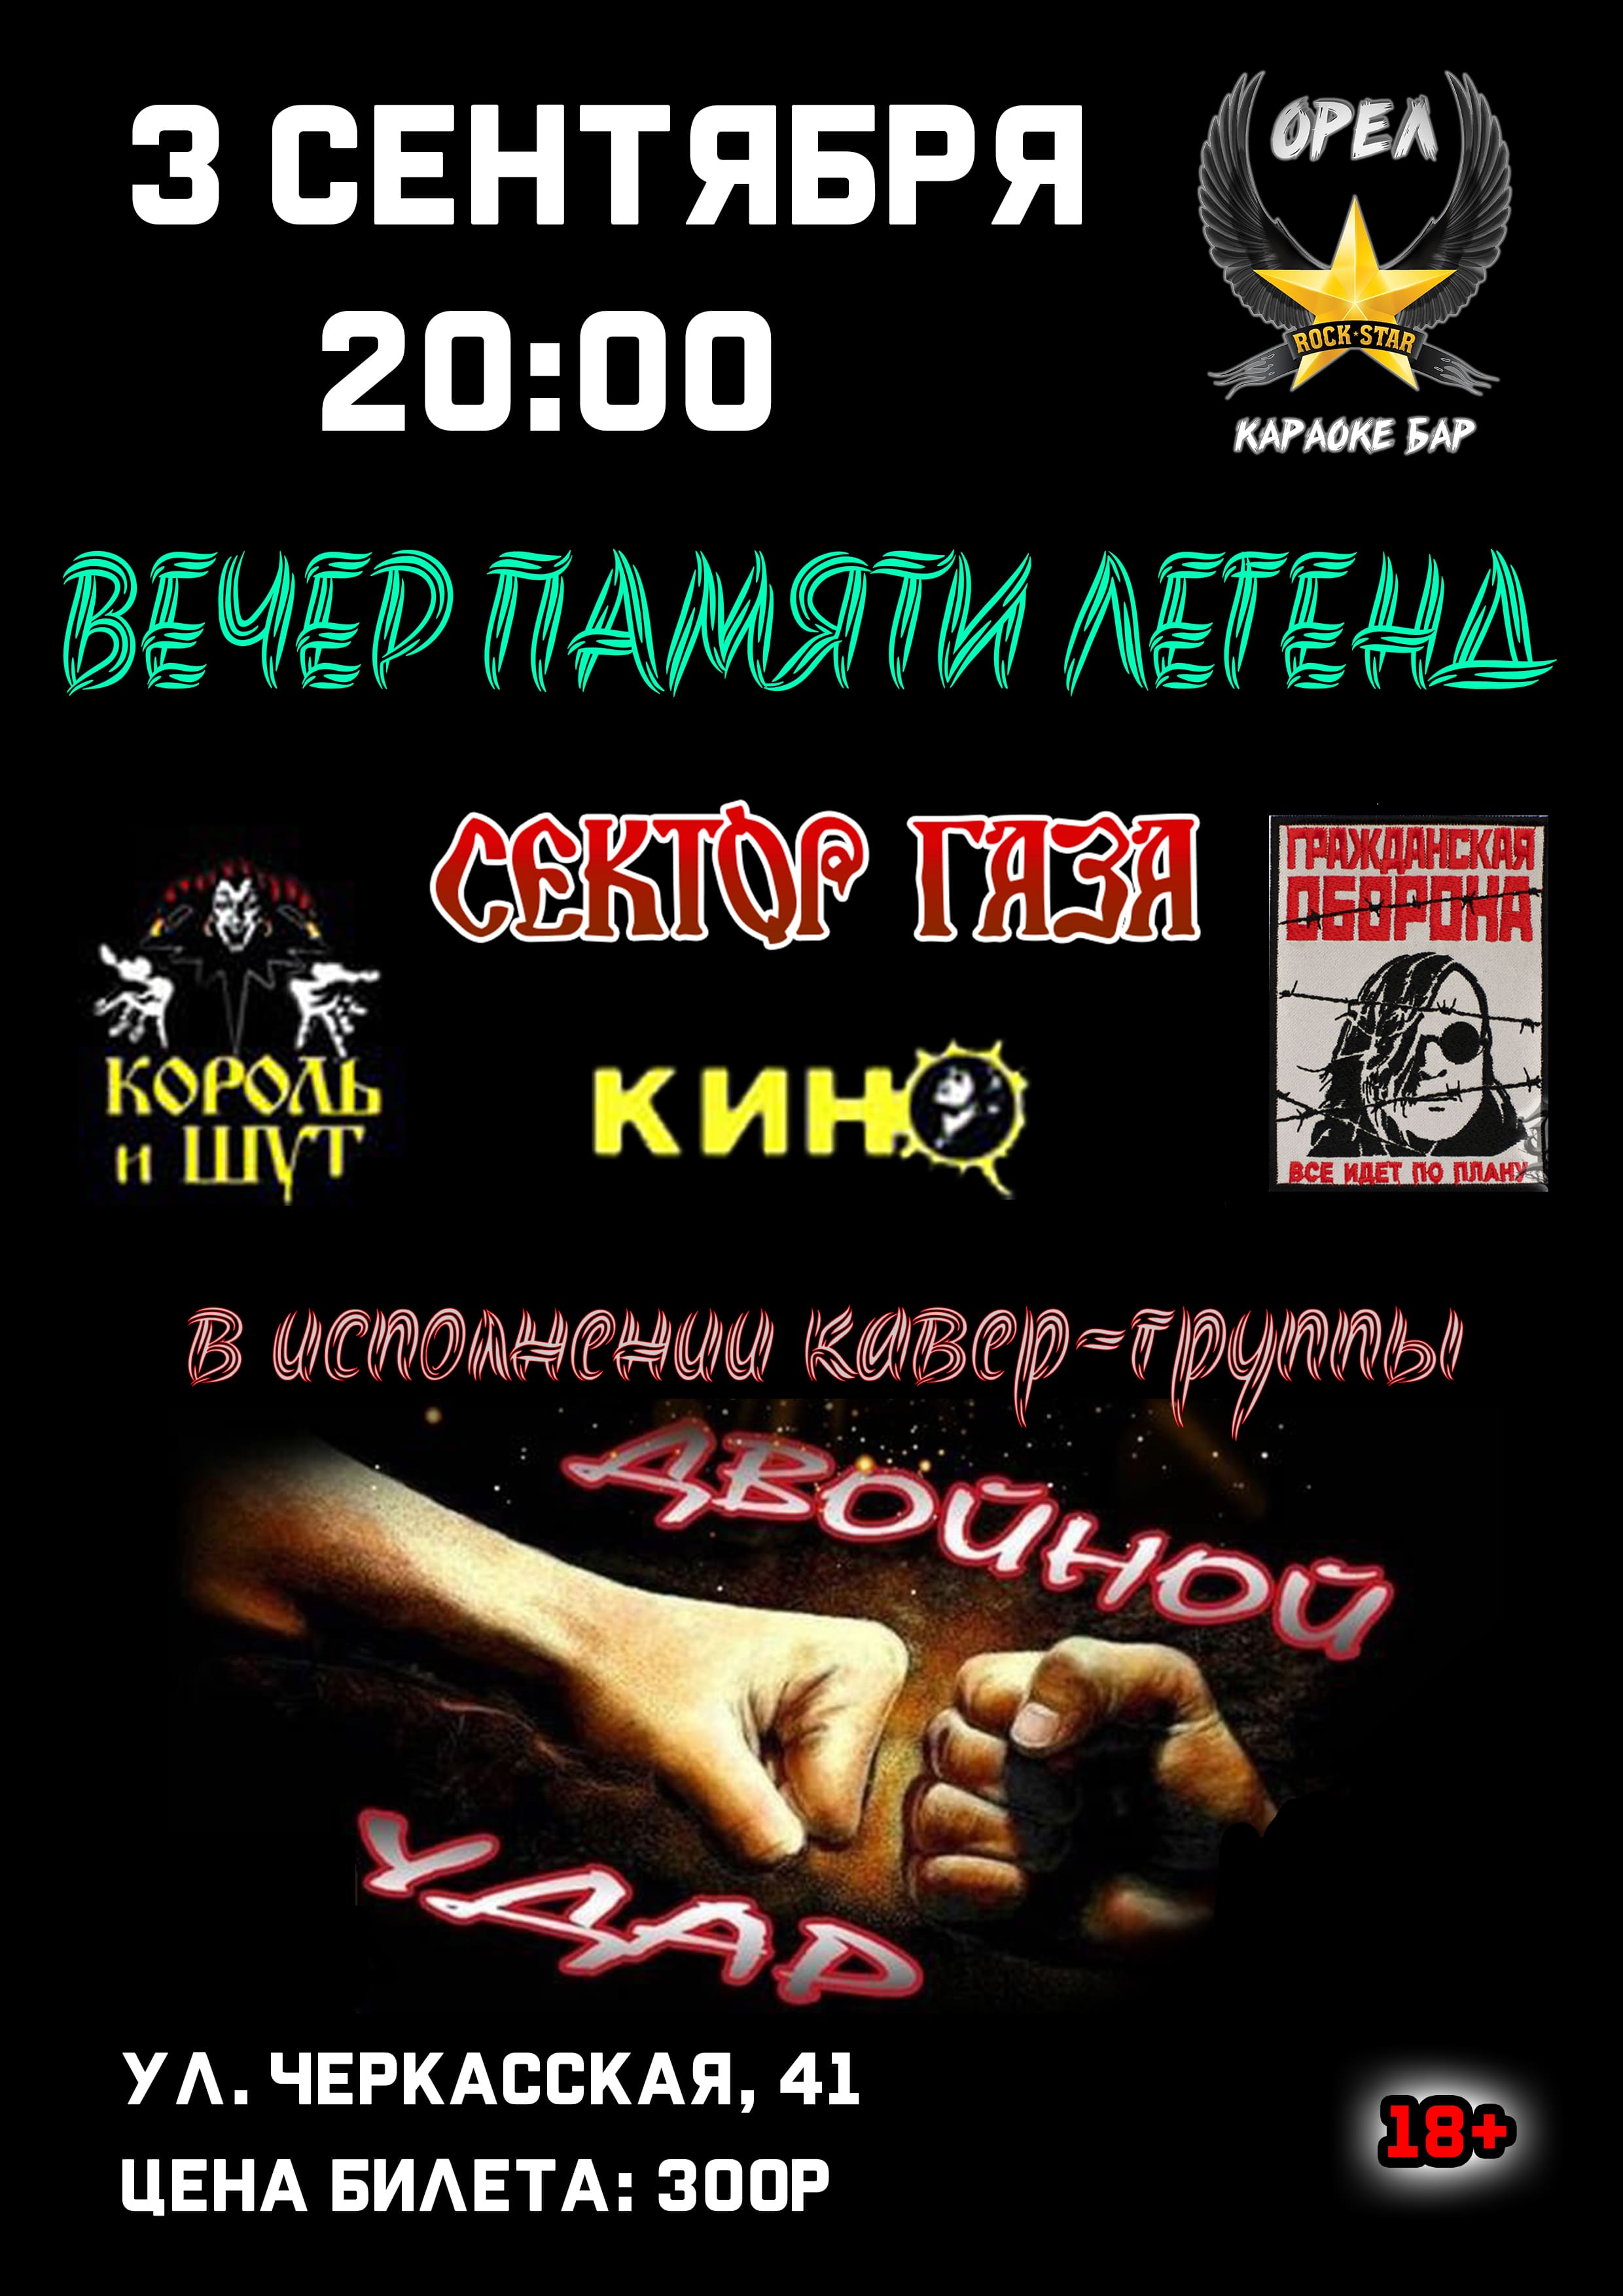 3 СЕНТЯБРЯ
20:00
ОРЕЛ
ROCK★STAR
КАРАОКЕ БАР
ВЕЧЕР ПАМЯТИ ЛЕГЕНД
СЕКТОР ГАЗА
КОРОЛЬ
и ШУТ
КИНО
ГРАЖДАНСКАЯ
ОБОРОНА
ВСЕ ИДЕТ ПО ПЛАНУ
в исполнении кавер-группы
ДВОЙНОЙ
УДАР
УЛ. ЧЕРКАССКАЯ, 41
ЦЕНА БИЛЕТА: 300Р
18+